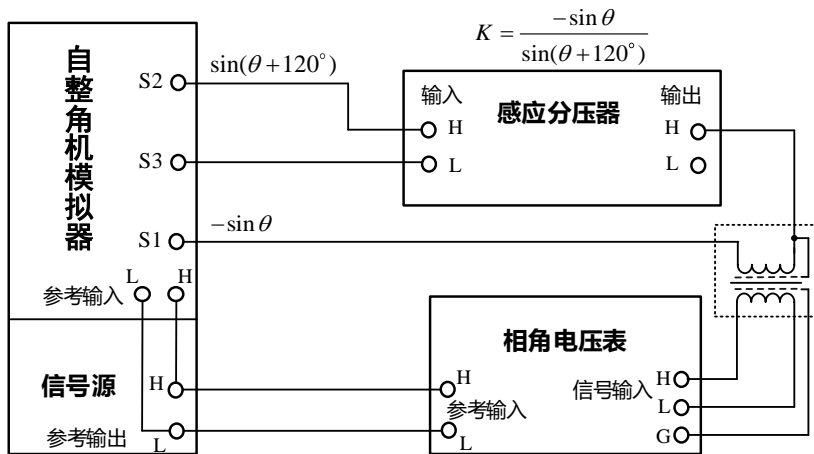 自整角机模拟器
S2
S3
S1
L
H
参考输入
信号源
H
参考输出
L
sin(θ+120°)
−sinθ
K = −sinθ / sin(θ+120°)
输入
感应分压器
输出
H
H
L
L
相角电压表
H
参考输入
L
信号输入
H
L
G